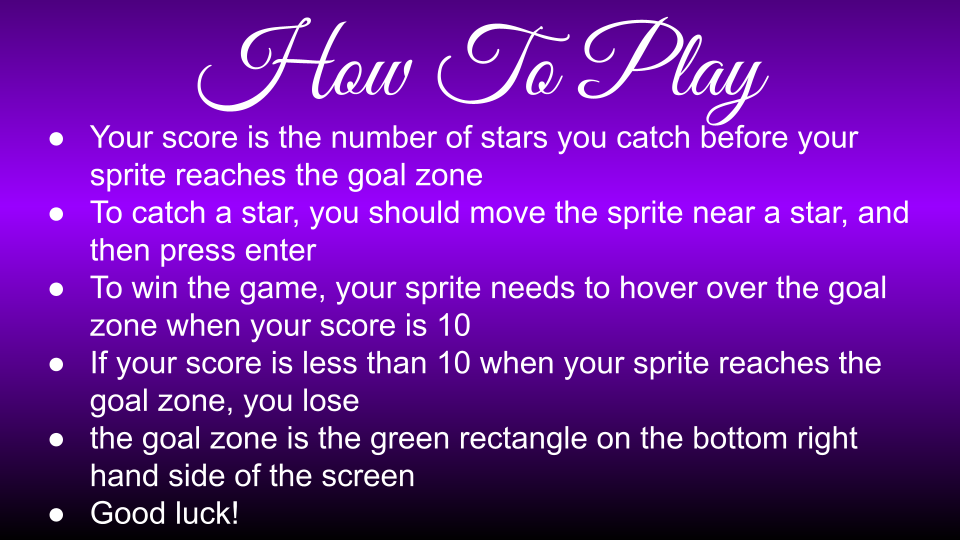 How To Play
● Your score is the number of stars you catch before your
sprite reaches the goal zone
● To catch a star, you should move the sprite near a star, and
then press enter
● To win the game, your sprite needs to hover over the goal
zone when your score is 10
● If your score is less than 10 when your sprite reaches the
goal zone, you lose
● the goal zone is the green rectangle on the bottom right
hand side of the screen
● Good luck!